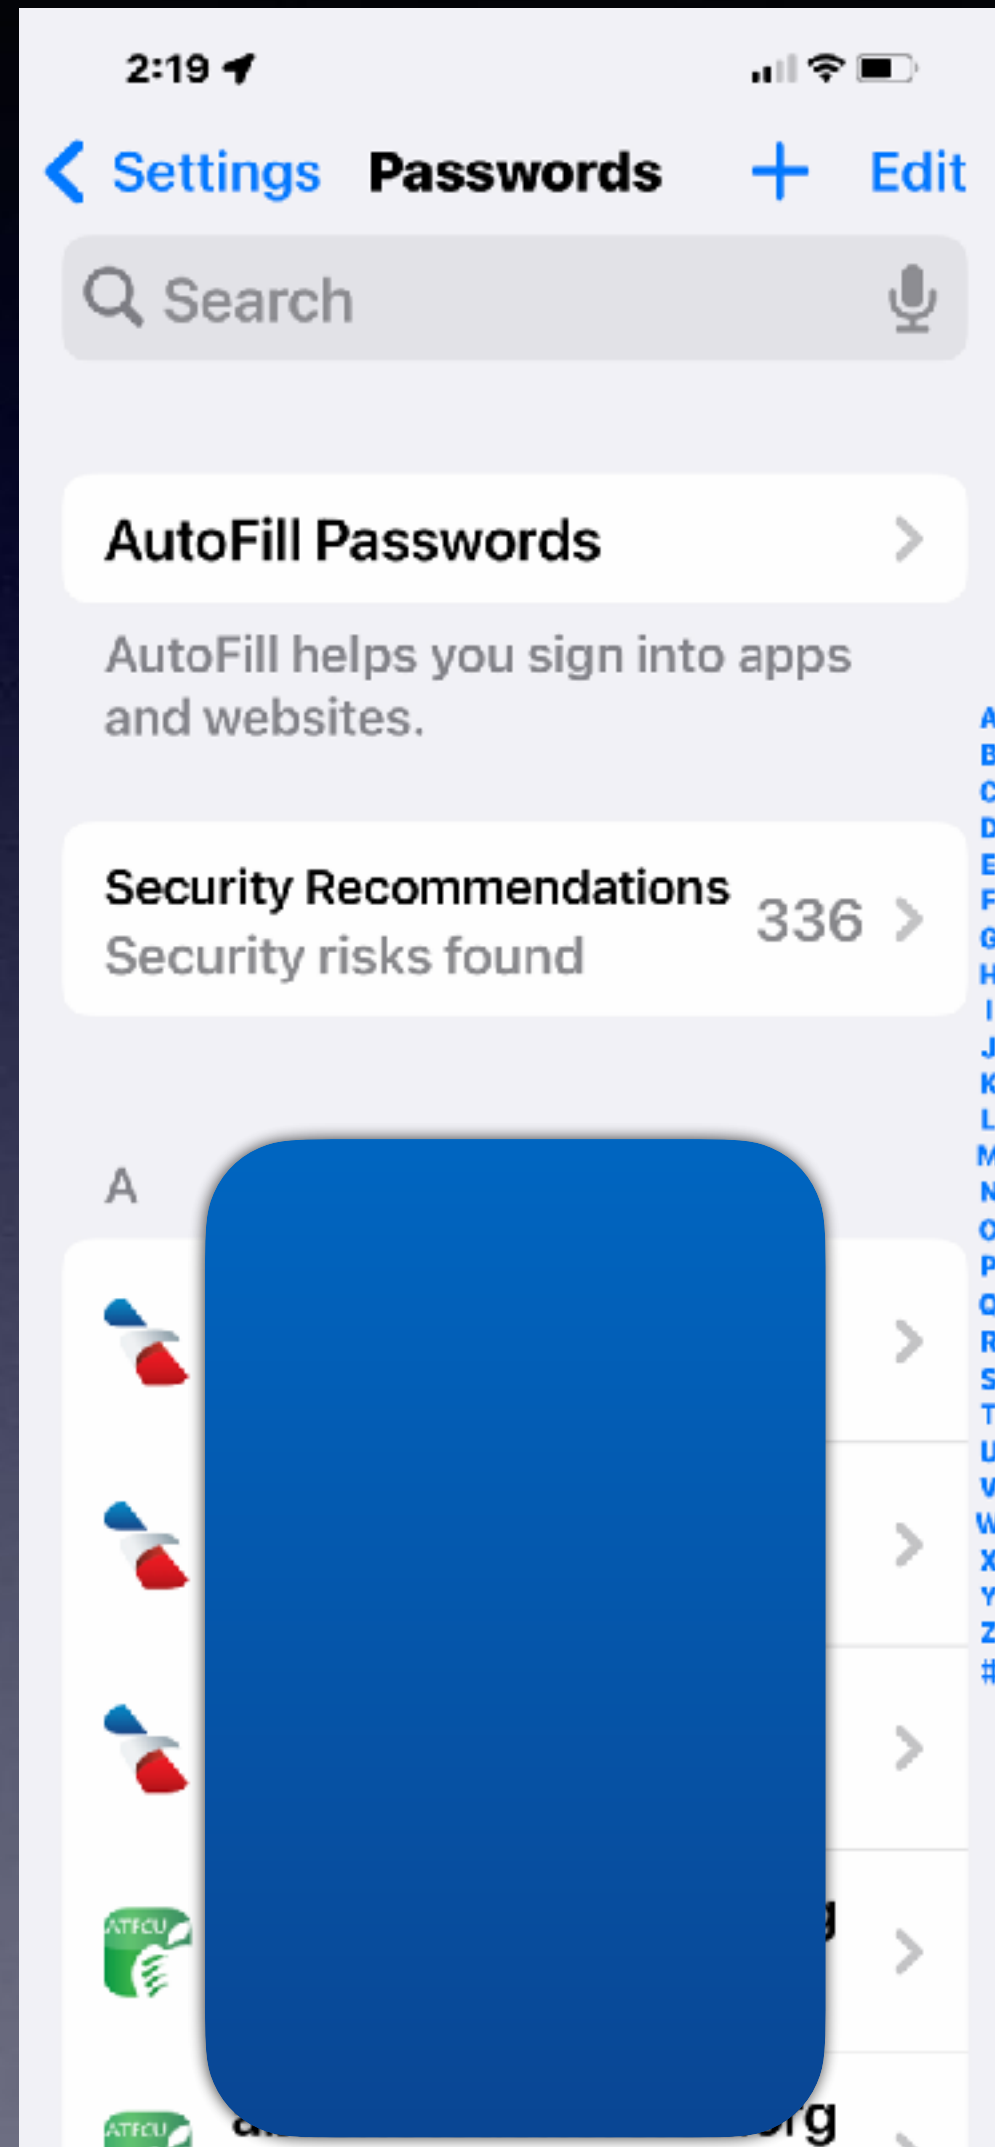 2:19
Settings Passwords + Edit
Search
AutoFill Passwords
AutoFill helps you sign into apps
and websites.
Security Recommendations
336
Security risks found
A
B
C
D
E
F
G
H
I
J
K
L
M
N
O
P
Q
R
S
T
U
V
W
X
Y
Z
#
A
ATFCU
ATFCU